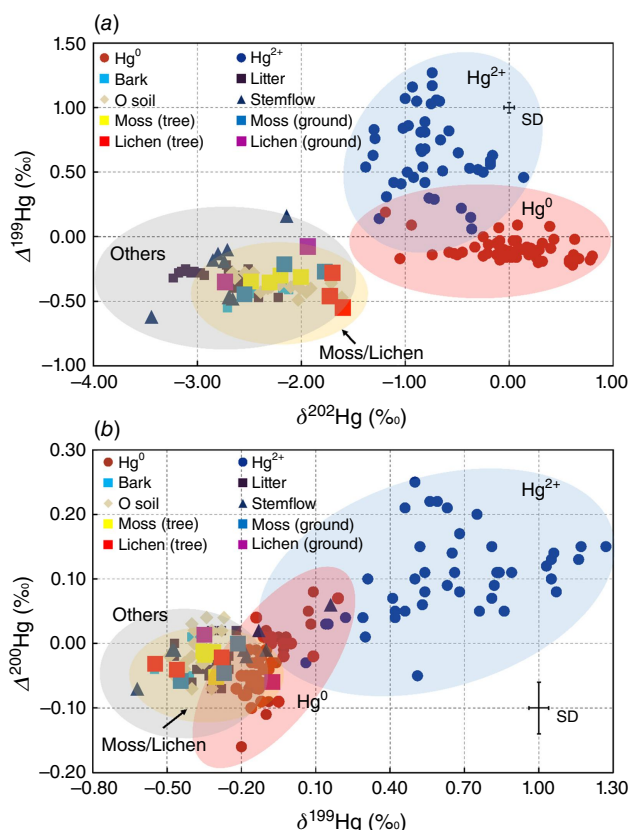 (a)
1.50
1.00
0.50
0.00
−0.50
−1.00
Δ¹⁹⁹Hg (‰)
Hg⁰
Hg²⁺
Bark
Litter
O soil
Stemflow
Moss (tree)
Moss (ground)
Lichen (tree)
Lichen (ground)
Hg²⁺
SD
Hg⁰
Others
Moss/Lichen
−4.00
−3.00
−2.00
−1.00
0.00
1.00
δ²⁰²Hg (‰)
(b)
0.30
0.20
0.10
0.00
−0.10
−0.20
Δ²⁰⁰Hg (‰)
Hg⁰
Hg²⁺
Bark
Litter
O soil
Stemflow
Moss (tree)
Moss (ground)
Lichen (tree)
Lichen (ground)
Hg²⁺
Others
Hg⁰
Moss/Lichen
SD
−0.80
−0.50
−0.20
0.10
0.40
0.70
1.00
1.30
δ¹⁹⁹Hg (‰)